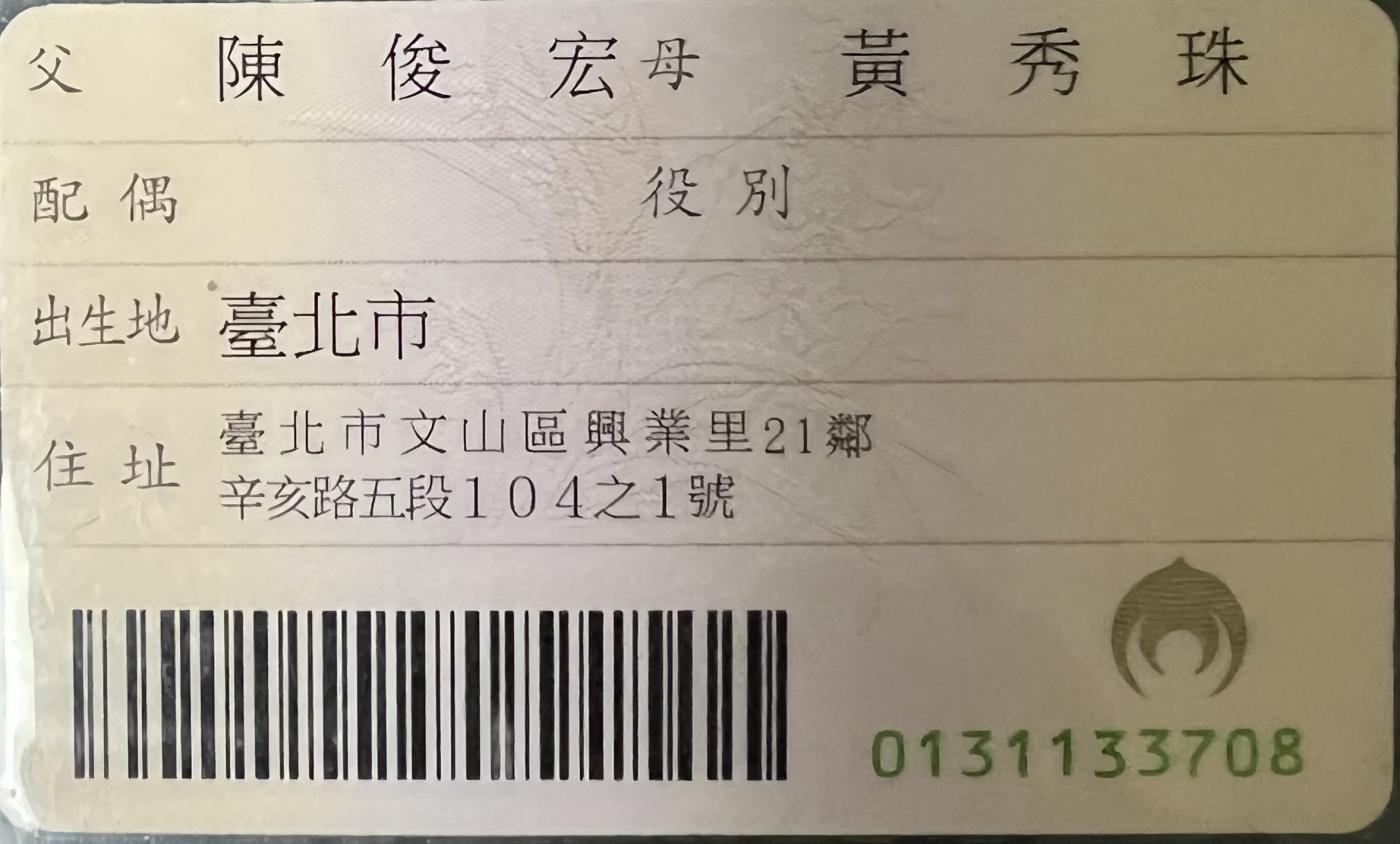 父 陳俊宏 母 黃秀珠
配偶 役別
出生地 臺北市
住址 臺北市文山區興業里21鄰
辛亥路五段104之1號
0131133708